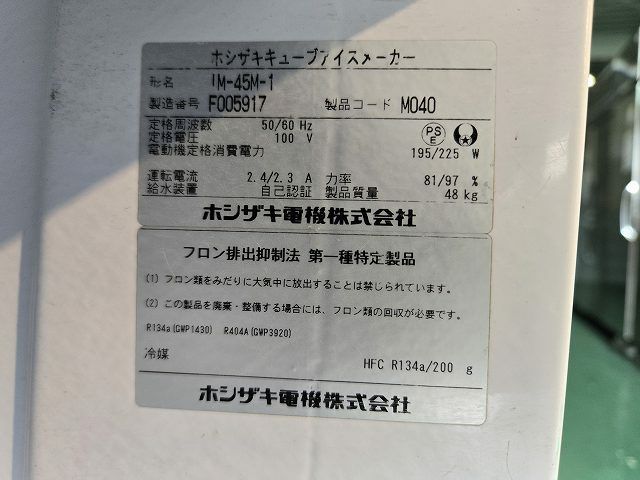 ホシザキキューブアイスメーカー
形名 IM-45M-1
製造番号 F005917 製品コード M040
定格周波数 50/60 Hz
定格電圧 100 V
電動機定格消費電力 195/225 W
PSE
運転電流 2.4/2.3 A 力率 81/97 %
給水装置 自己認証 製品質量 48 kg
ホシザキ電機株式会社
フロン排出抑制法 第一種特定製品
(1) フロン類をみだりに大気中に放出することは禁じられています。
(2) この製品を廃棄・整備する場合には、フロン類の回収が必要です。
R134a(GWP1430) R404A(GWP3920)
冷媒 HFC R134a/200 g
ホシザキ電機株式会社